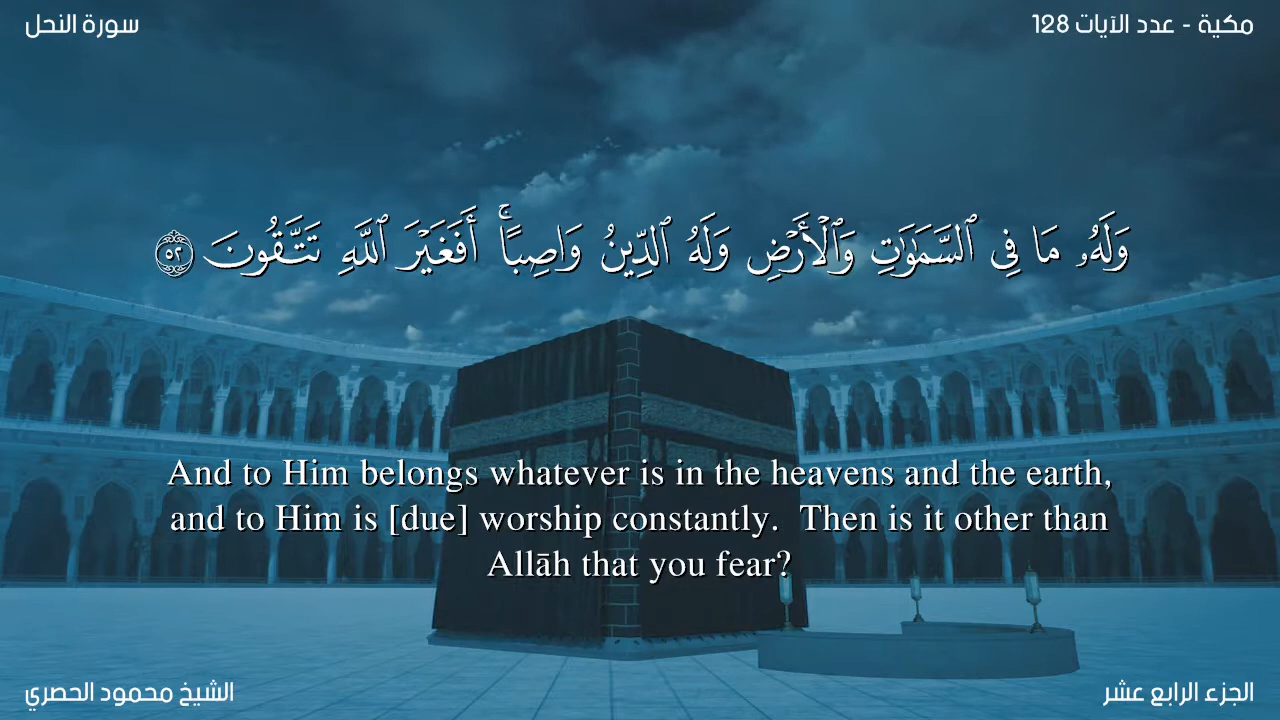 مكية - عدد الآيات 128
سورة النحل
وَلَهُۥ مَا فِي ٱلسَّمَٰوَٰتِ وَٱلْأَرْضِ وَلَهُ ٱلدِّينُ وَاصِبًاۚ أَفَغَيْرَ ٱللَّهِ تَتَّقُونَ ٥٢
And to Him belongs whatever is in the heavens and the earth,
and to Him is [due] worship constantly. Then is it other than
Allāh that you fear?
الجزء الرابع عشر
الشيخ محمود الحصري